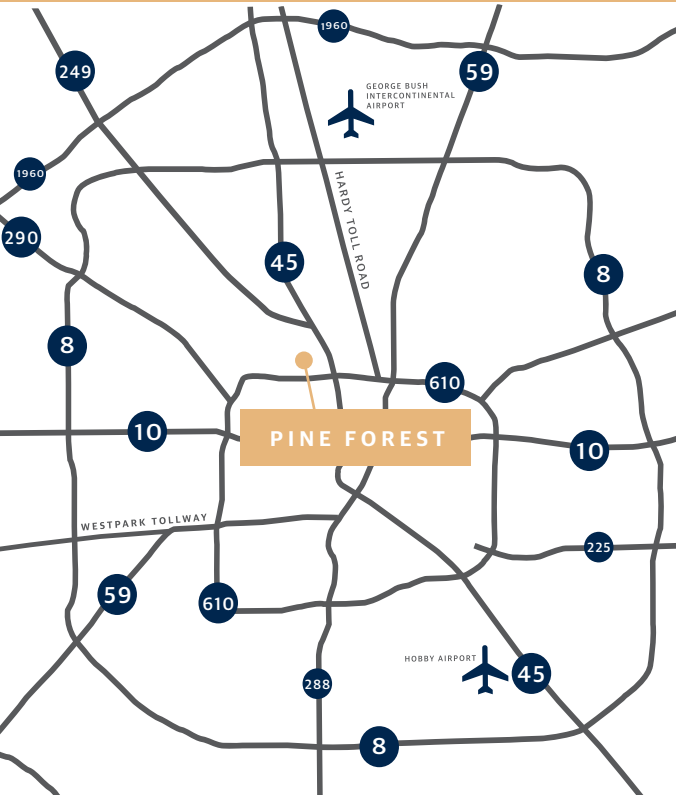 1960
249
59
GEORGE BUSH
INTERCONTINENTAL
AIRPORT
1960
HARDY TOLL ROAD
290
45
8
8
610
10
PINE FOREST
10
WESTPARK TOLLWAY
225
59
610
HOBBY AIRPORT
45
288
8